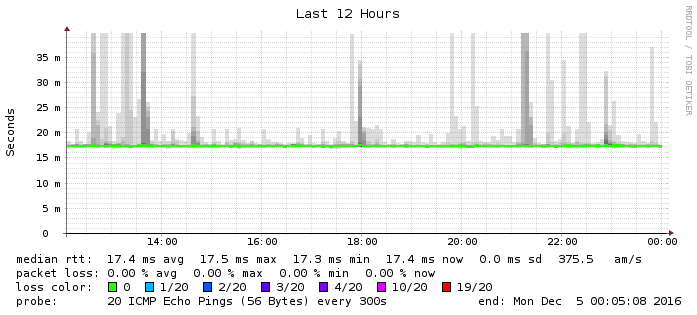 Last 12 Hours
RRDTOOL / TOBI OETIKER
Seconds
35 m
30 m
25 m
20 m
15 m
10 m
5 m
0
14:00 16:00 18:00 20:00 22:00 00:00
median rtt: 17.4 ms avg 17.5 ms max 17.3 ms min 17.4 ms now 0.0 ms sd 375.5 am/s
packet loss: 0.00 % avg 0.00 % max 0.00 % min 0.00 % now
loss color: 0 1/20 2/20 3/20 4/20 10/20 19/20
probe: 20 ICMP Echo Pings (56 Bytes) every 300s end: Mon Dec 5 00:05:08 2016